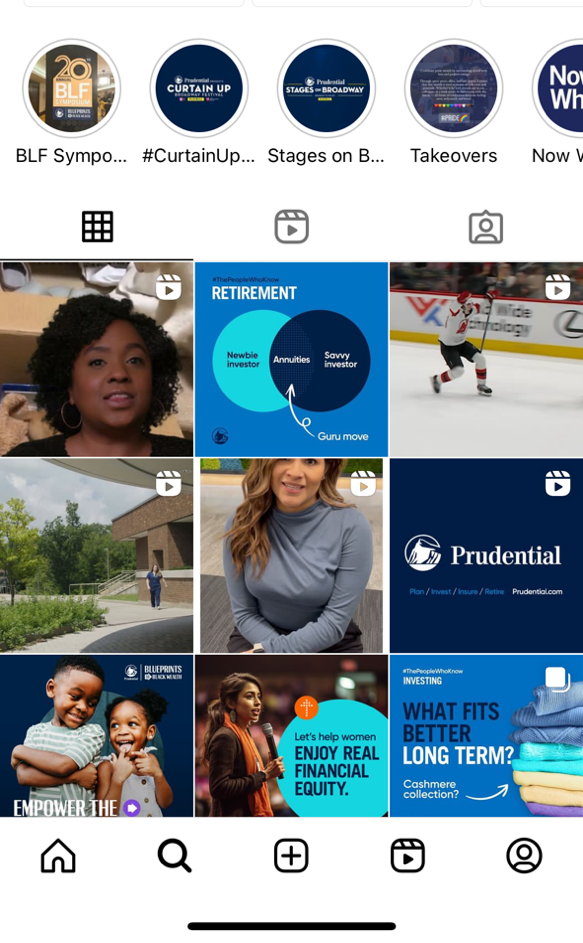 20
BLF
SYMPOSIUM
Prudential PRESENTS
CURTAIN UP
BROADWAY FESTIVAL
Prudential
STAGES ON BROADWAY
#PRIDE
Now
Wh
BLF Sympo...
#CurtainUp...
Stages on B...
Takeovers
Now W
#ThePeopleWhoKnow
RETIREMENT
Newbie
investor
Annuities
Savvy
investor
Guru move
Wide
chnology
Prudential
Plan / Invest / Insure / Retire Prudential.com
BLUEPRINTS
BLACK WEALTH
EMPOWER THE
Let's help women
ENJOY REAL
FINANCIAL
EQUITY.
#ThePeopleWhoKnow
INVESTING
WHAT FITS
BETTER
LONG TERM?
Cashmere
collection?